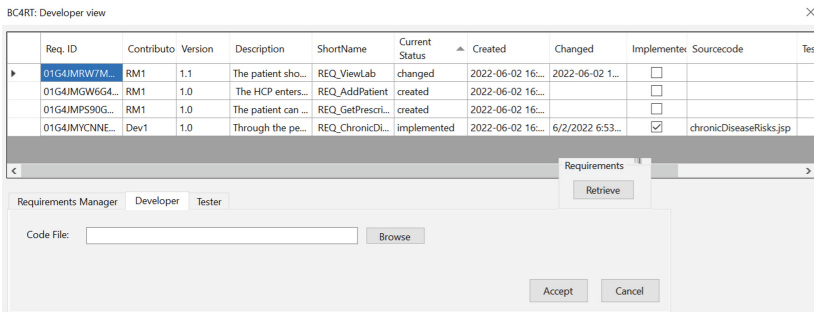 BC4RT: Developer view
Req. ID Contributo Version Description ShortName Current Status Created Changed Implemented Sourcecode Tes
01G4JMRW7M... RM1 1.1 The patient sho... REQ_ViewLab changed 2022-06-02 16:... 2022-06-02 1...
01G4JMGW6G4... RM1 1.0 The HCP enters... REQ_AddPatient created 2022-06-02 16:...
01G4JMPS90G... RM1 1.0 The patient can ... REQ_GetPrescri... created 2022-06-02 16:...
01G4JMYCNNE... Dev1 1.0 Through the pe... REQ_ChronicDi... implemented 2022-06-02 16:... 6/2/2022 6:53... chronicDiseaseRisks.jsp
Requirements
Retrieve
Requirements Manager Developer Tester
Code File: Browse
Accept Cancel